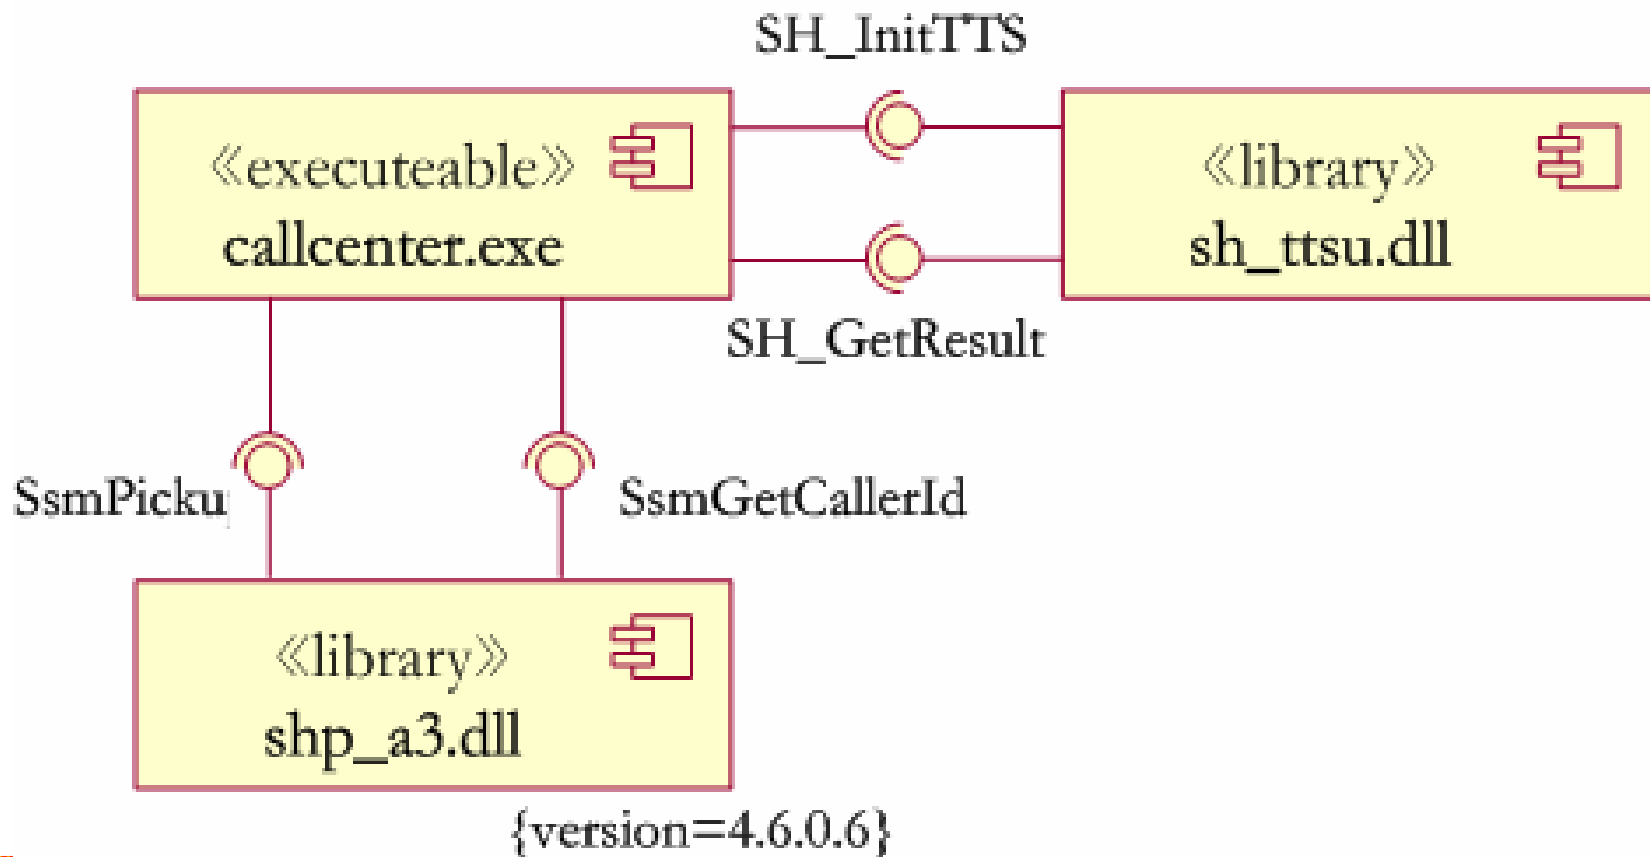 SH_InitTTS
«executeable»
callcenter.exe
«library»
sh_ttsu.dll
SH_GetResult
SsmPicku
SsmGetCallerId
«library»
shp_a3.dll
{version=4.6.0.6}